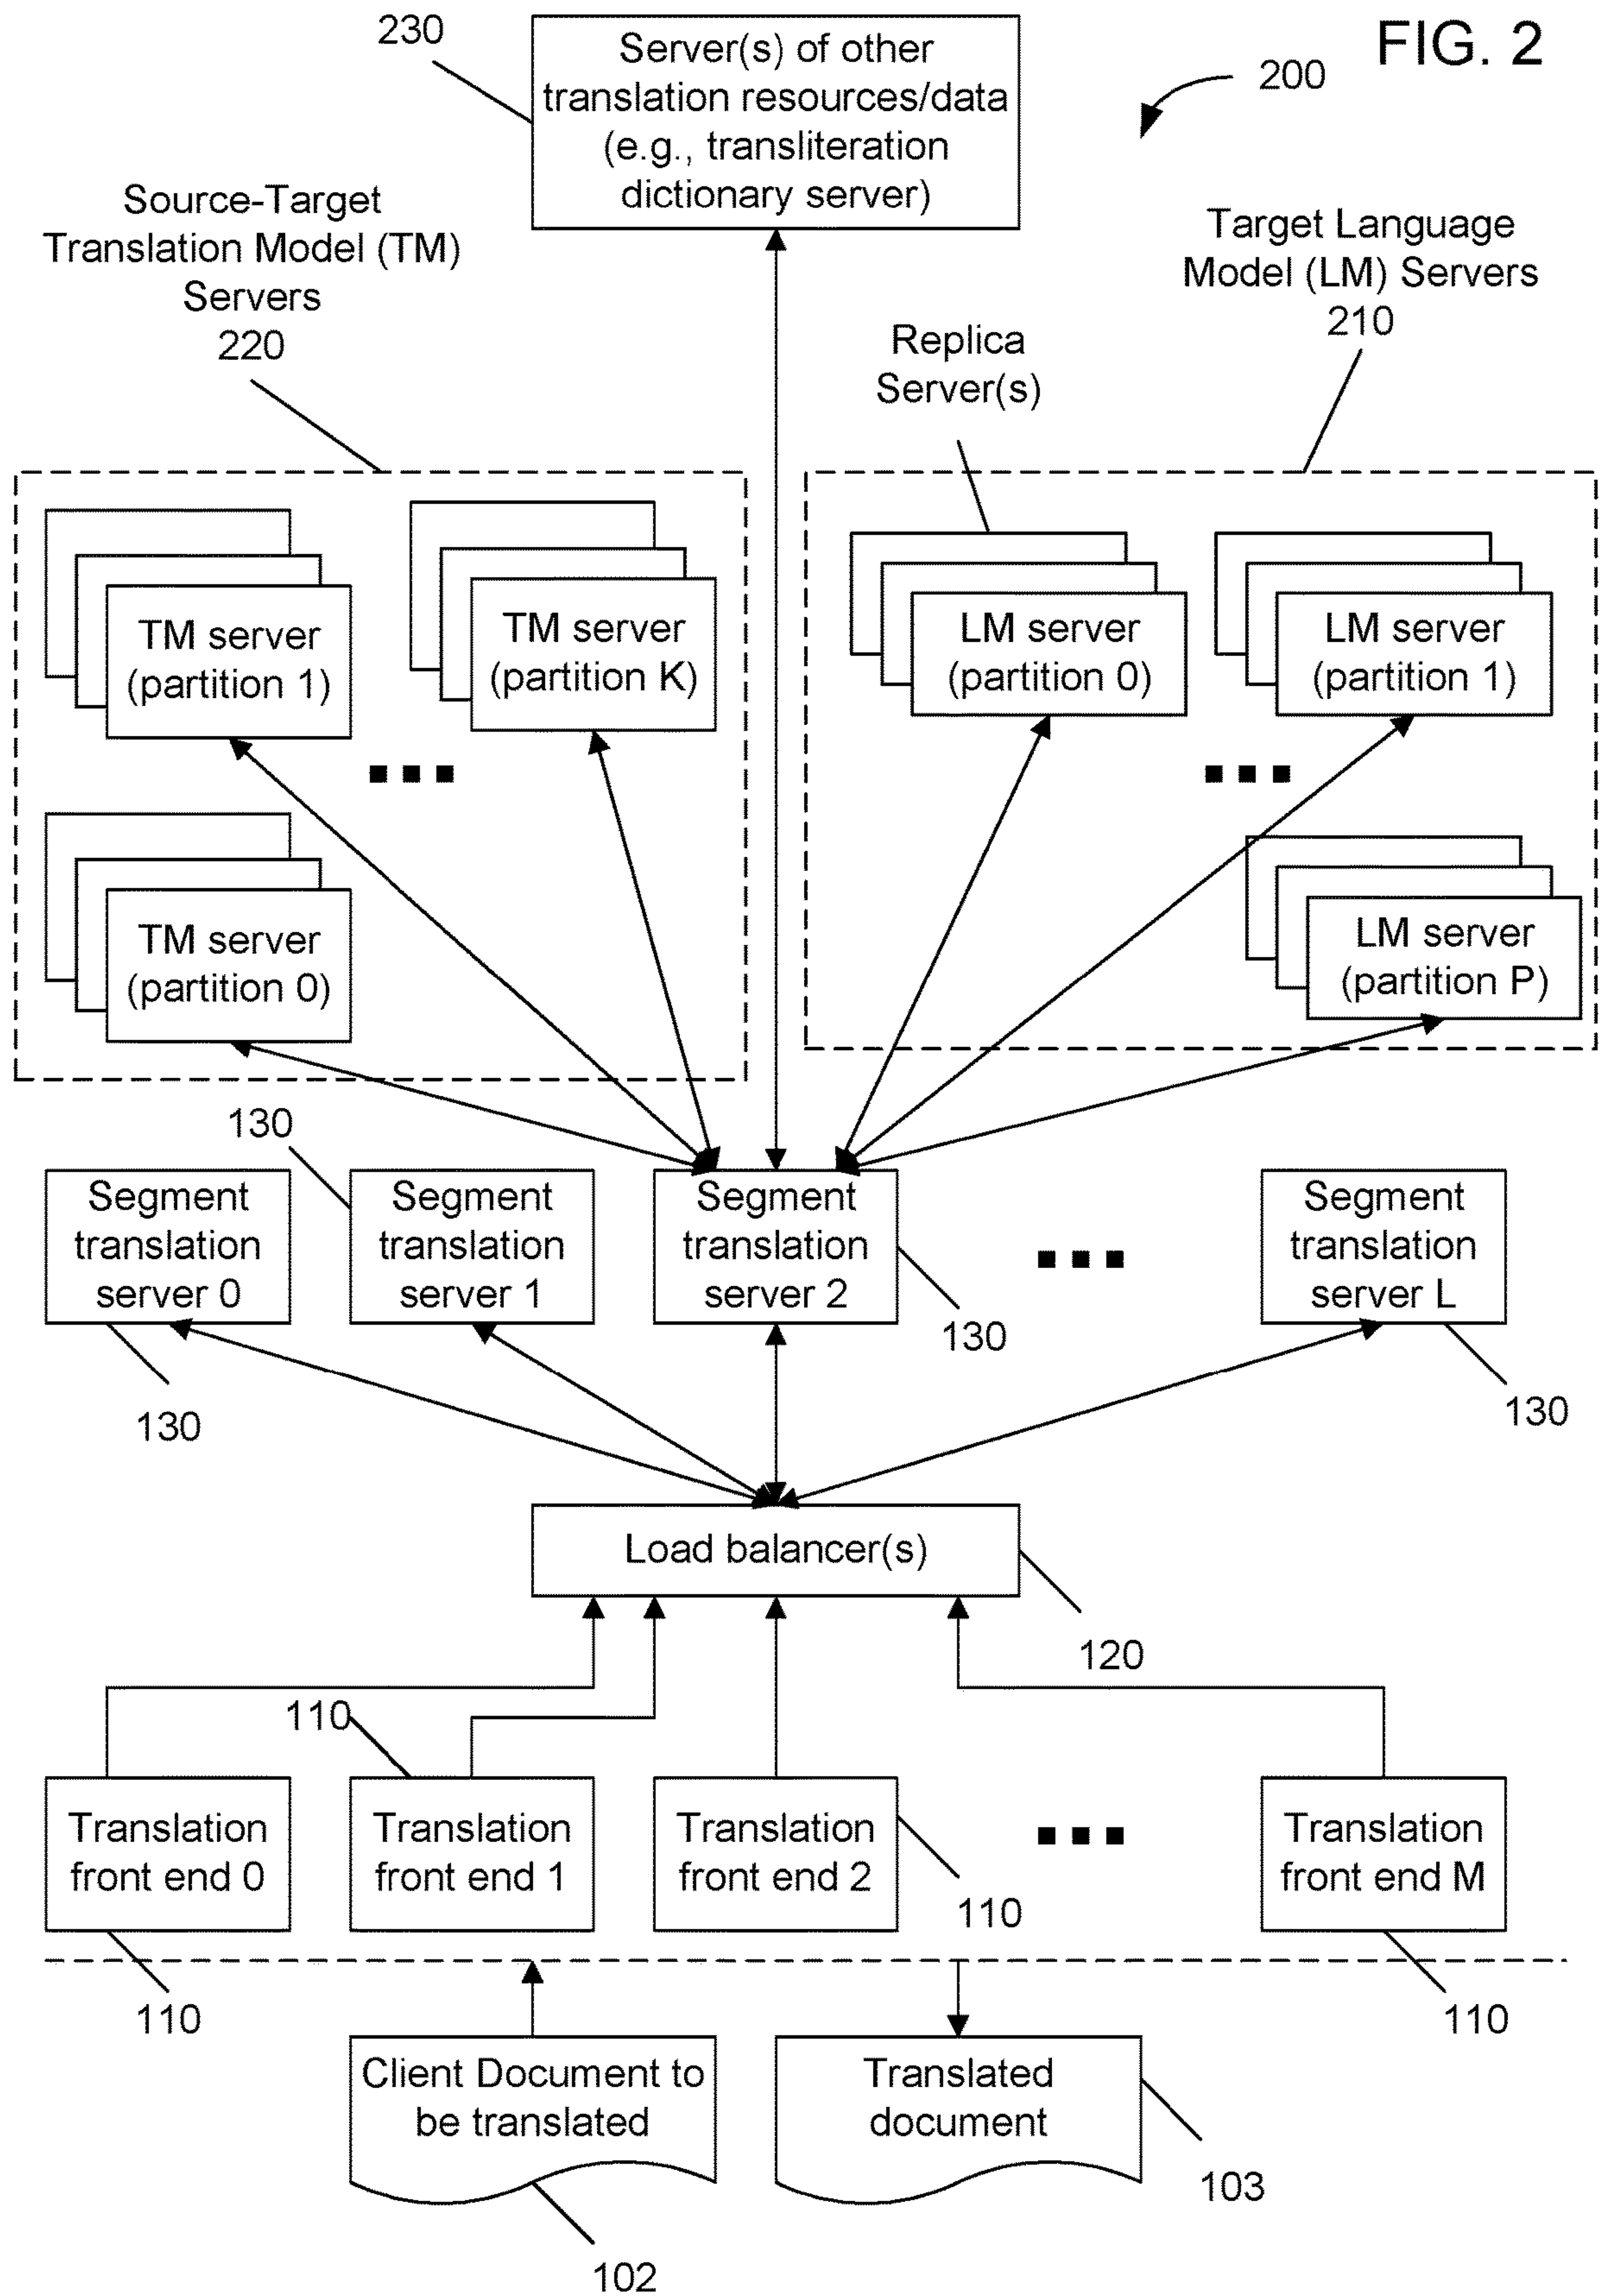 FIG. 2
200
230
Server(s) of other
translation resources/data
(e.g., transliteration
dictionary server)
Source-Target
Translation Model (TM)
Servers
220
Target Language
Model (LM) Servers
210
Replica
Server(s)
TM server
(partition 1)
TM server
(partition K)
LM server
(partition 0)
LM server
(partition 1)
TM server
(partition 0)
LM server
(partition P)
130
Segment
translation
server 0
Segment
translation
server 1
Segment
translation
server 2
Segment
translation
server L
130
130
130
Load balancer(s)
120
110
Translation
front end 0
Translation
front end 1
Translation
front end 2
Translation
front end M
110
110
110
Client Document to
be translated
Translated
document
103
102